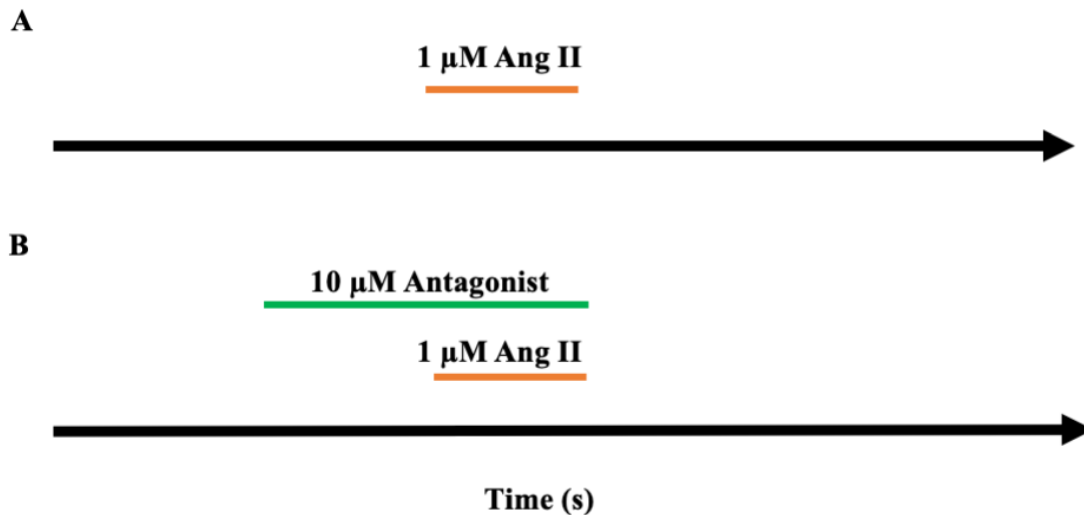 A
1 μM Ang II
B
10 μM Antagonist
1 μM Ang II
Time (s)